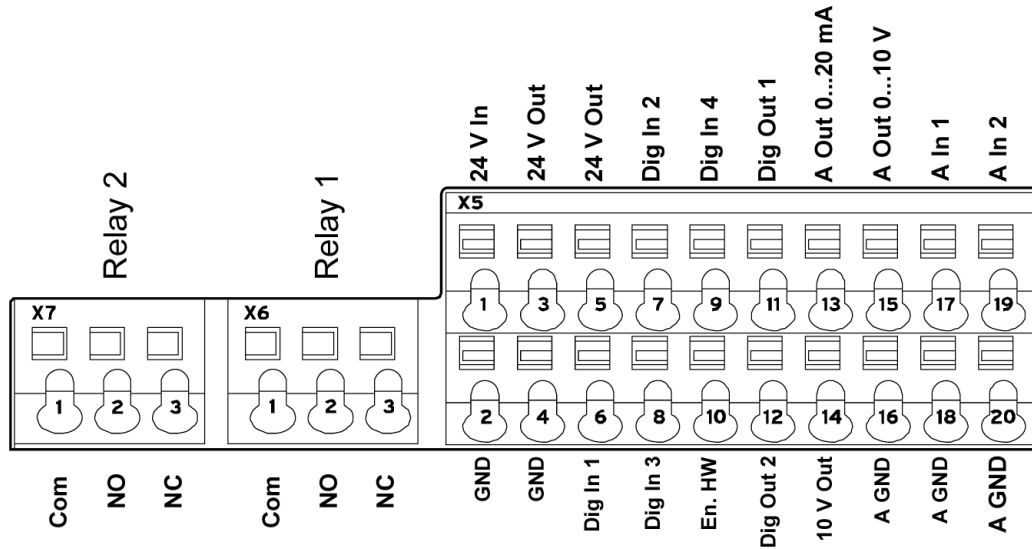 24 V In
24 V Out
24 V Out
Dig In 2
Dig In 4
Dig Out 1
A Out 0...20 mA
A Out 0...10 V
A In 1
A In 2
Relay 2
Relay 1
X5
1 3 5 7 9 11 13 15 17 19
X7
X6
1 2 3
1 2 3
2 4 6 8 10 12 14 16 18 20
Com
NO
NC
Com
NO
NC
GND
GND
Dig In 1
Dig In 3
En. HW
Dig Out 2
10 V Out
A GND
A GND
A GND